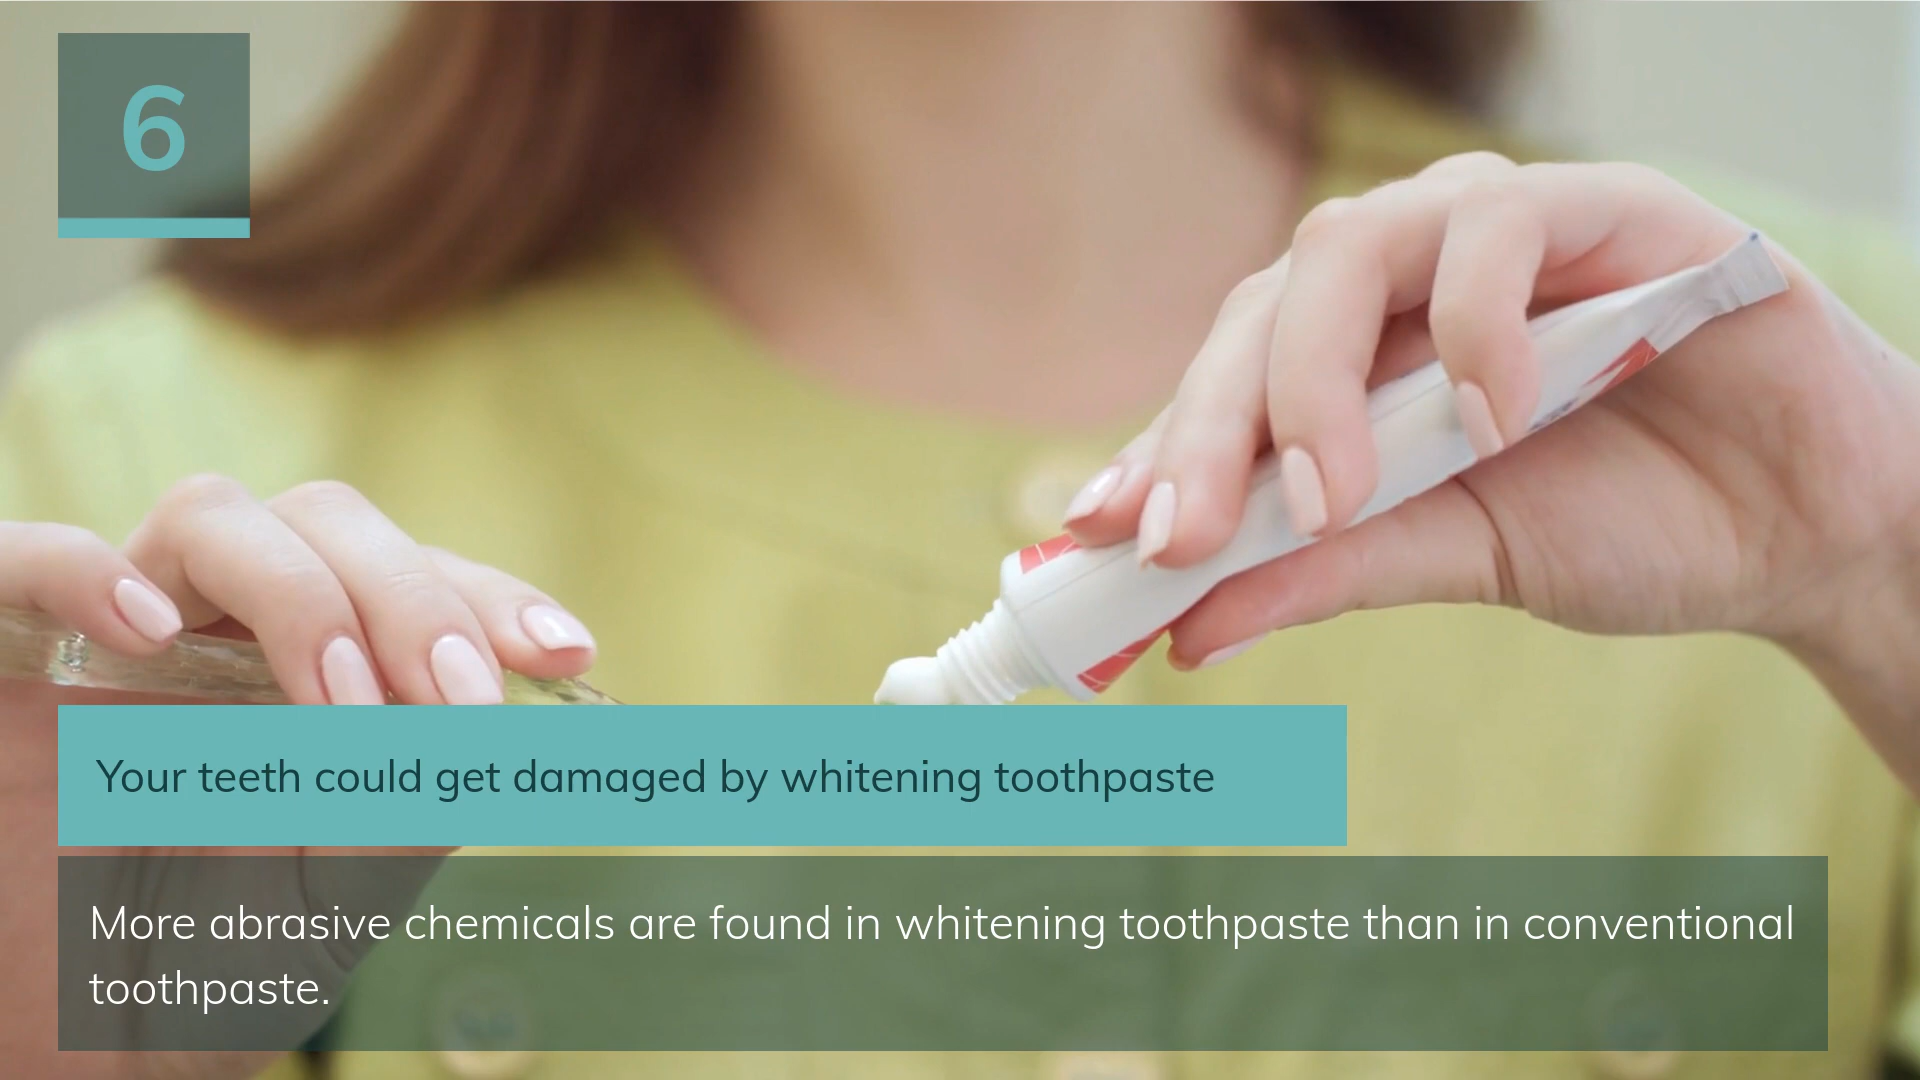 6
Your teeth could get damaged by whitening toothpaste
More abrasive chemicals are found in whitening toothpaste than in conventional
toothpaste.